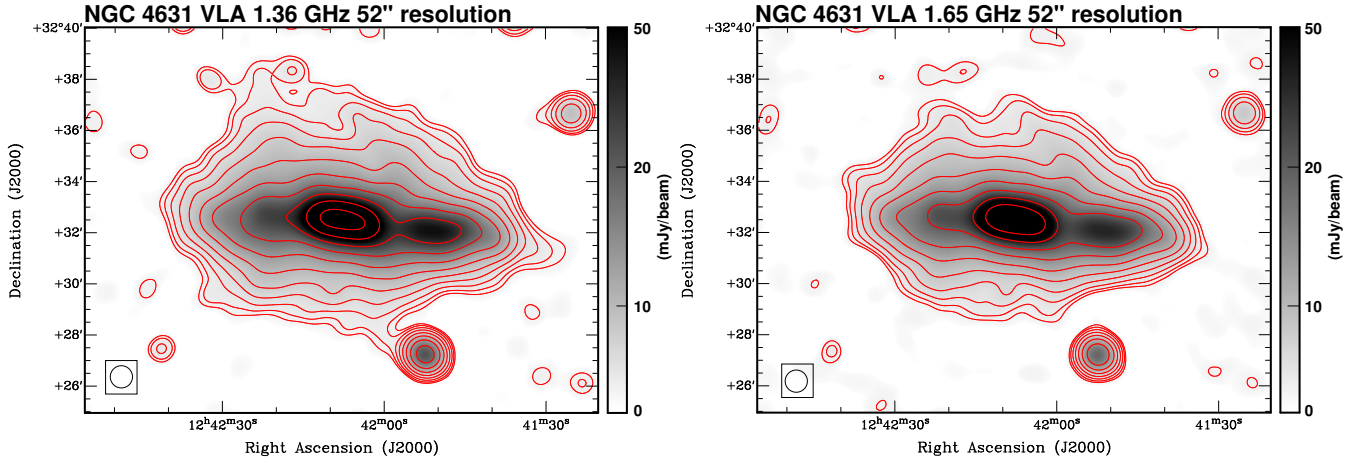 NGC 4631 VLA 1.36 GHz 52" resolution
+32°40'
38'
36'
34'
32'
30'
28'
26'
Declination (J2000)
12ʰ42ᵐ30ˢ
42ᵐ00ˢ
41ᵐ30ˢ
Right Ascension (J2000)
50
20
10
0
(mJy/beam)
NGC 4631 VLA 1.65 GHz 52" resolution
+32°40'
38'
36'
34'
32'
30'
28'
26'
Declination (J2000)
12ʰ42ᵐ30ˢ
42ᵐ00ˢ
41ᵐ30ˢ
Right Ascension (J2000)
50
20
10
0
(mJy/beam)